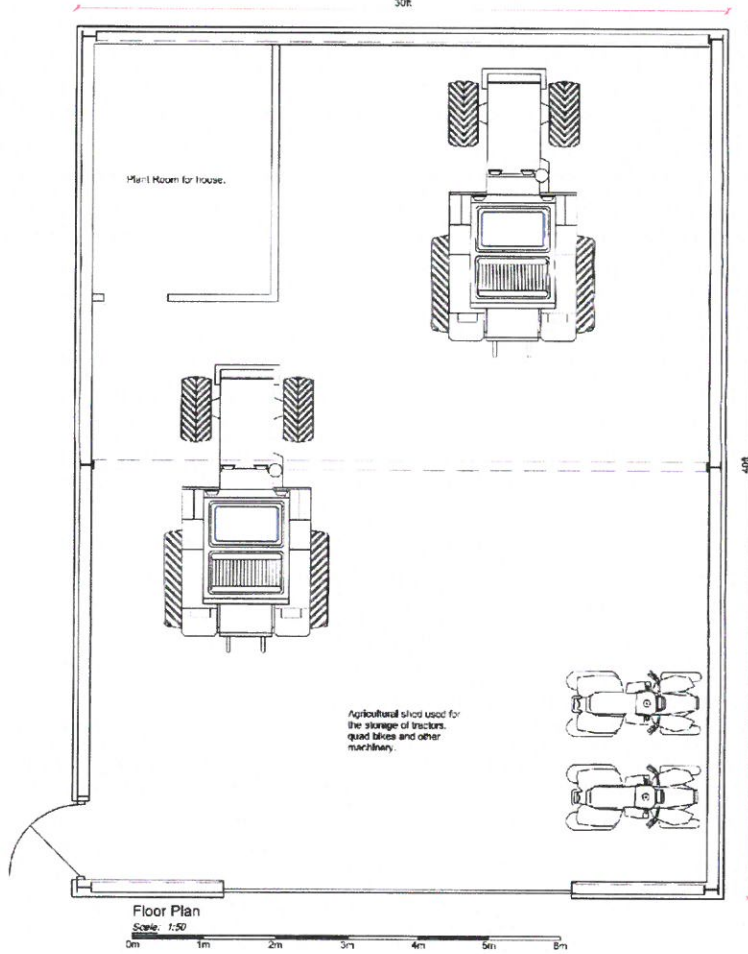 30ft
Plant Room for house.
40ft
Agricultural shed used for
the storage of tractors,
quad bikes and other
machinery.
Floor Plan
Scale: 1:50
0m 1m 2m 3m 4m 5m 6m